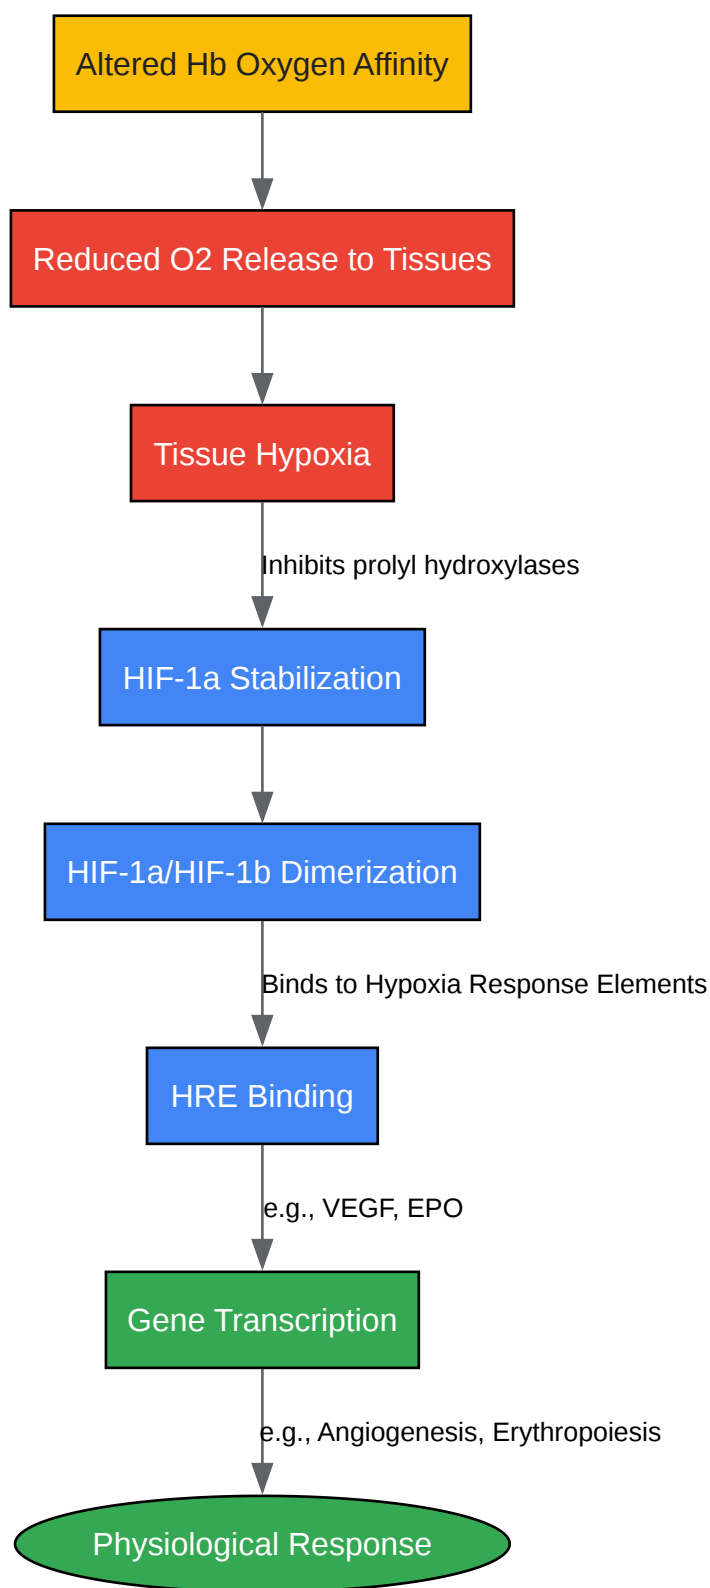 Altered Hb Oxygen Affinity
Reduced O2 Release to Tissues
Tissue Hypoxia
Inhibits prolyl hydroxylases
HIF-1a Stabilization
HIF-1a/HIF-1b Dimerization
Binds to Hypoxia Response Elements
HRE Binding
e.g., VEGF, EPO
Gene Transcription
e.g., Angiogenesis, Erythropoiesis
Physiological Response